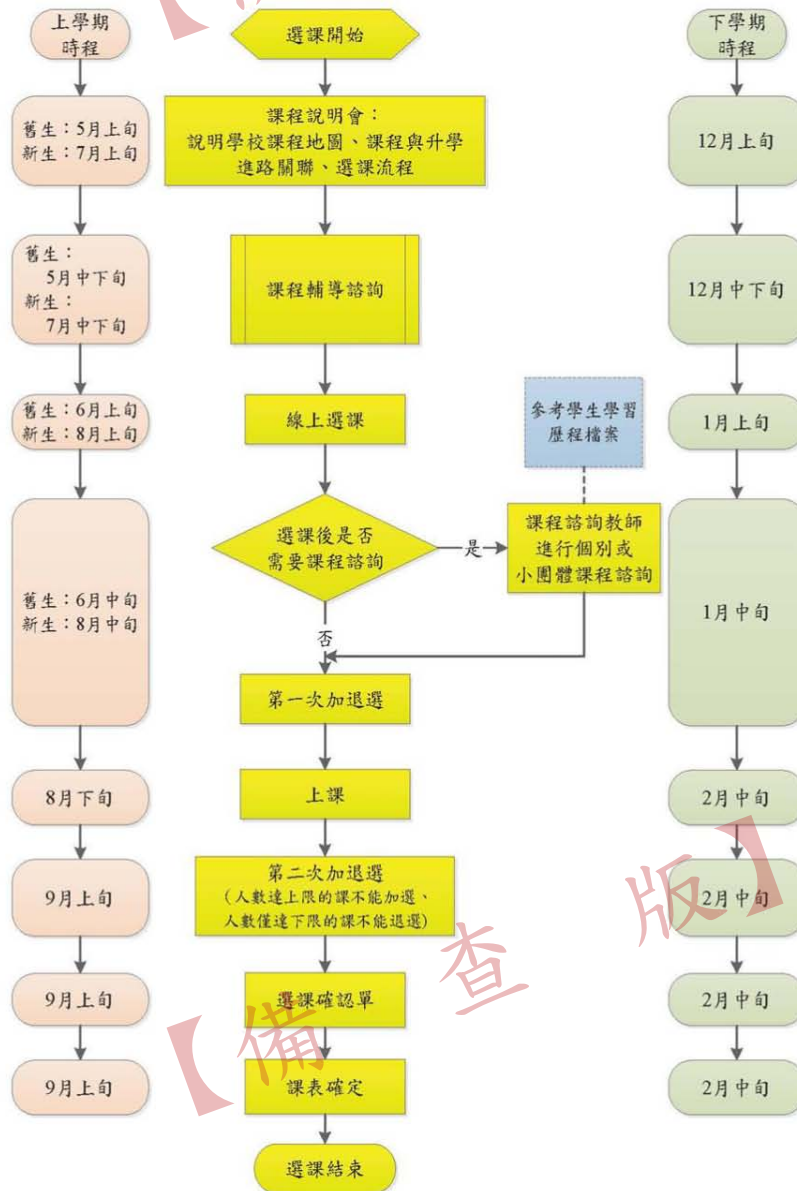 上學期
時程
選課開始
下學期
時程
舊生：5月上旬
新生：7月上旬
課程說明會：
說明學校課程地圖、課程與升學
進路關聯、選課流程
12月上旬
舊生：
5月中下旬
新生：
7月中下旬
課程輔導諮詢
12月中下旬
舊生：6月上旬
新生：8月上旬
線上選課
參考學生學習
歷程檔案
1月上旬
選課後是否
需要課程諮詢
是
課程諮詢教師
進行個別或
小團體課程諮詢
舊生：6月中旬
新生：8月中旬
1月中旬
否
第一次加退選
8月下旬
上課
2月中旬
9月上旬
第二次加退選
（人數達上限的課不能加選、
人數僅達下限的課不能退選)
2月中旬
9月上旬
選課確認單
2月中旬
9月上旬
課表確定
2月中旬
選課結束
【備查版】